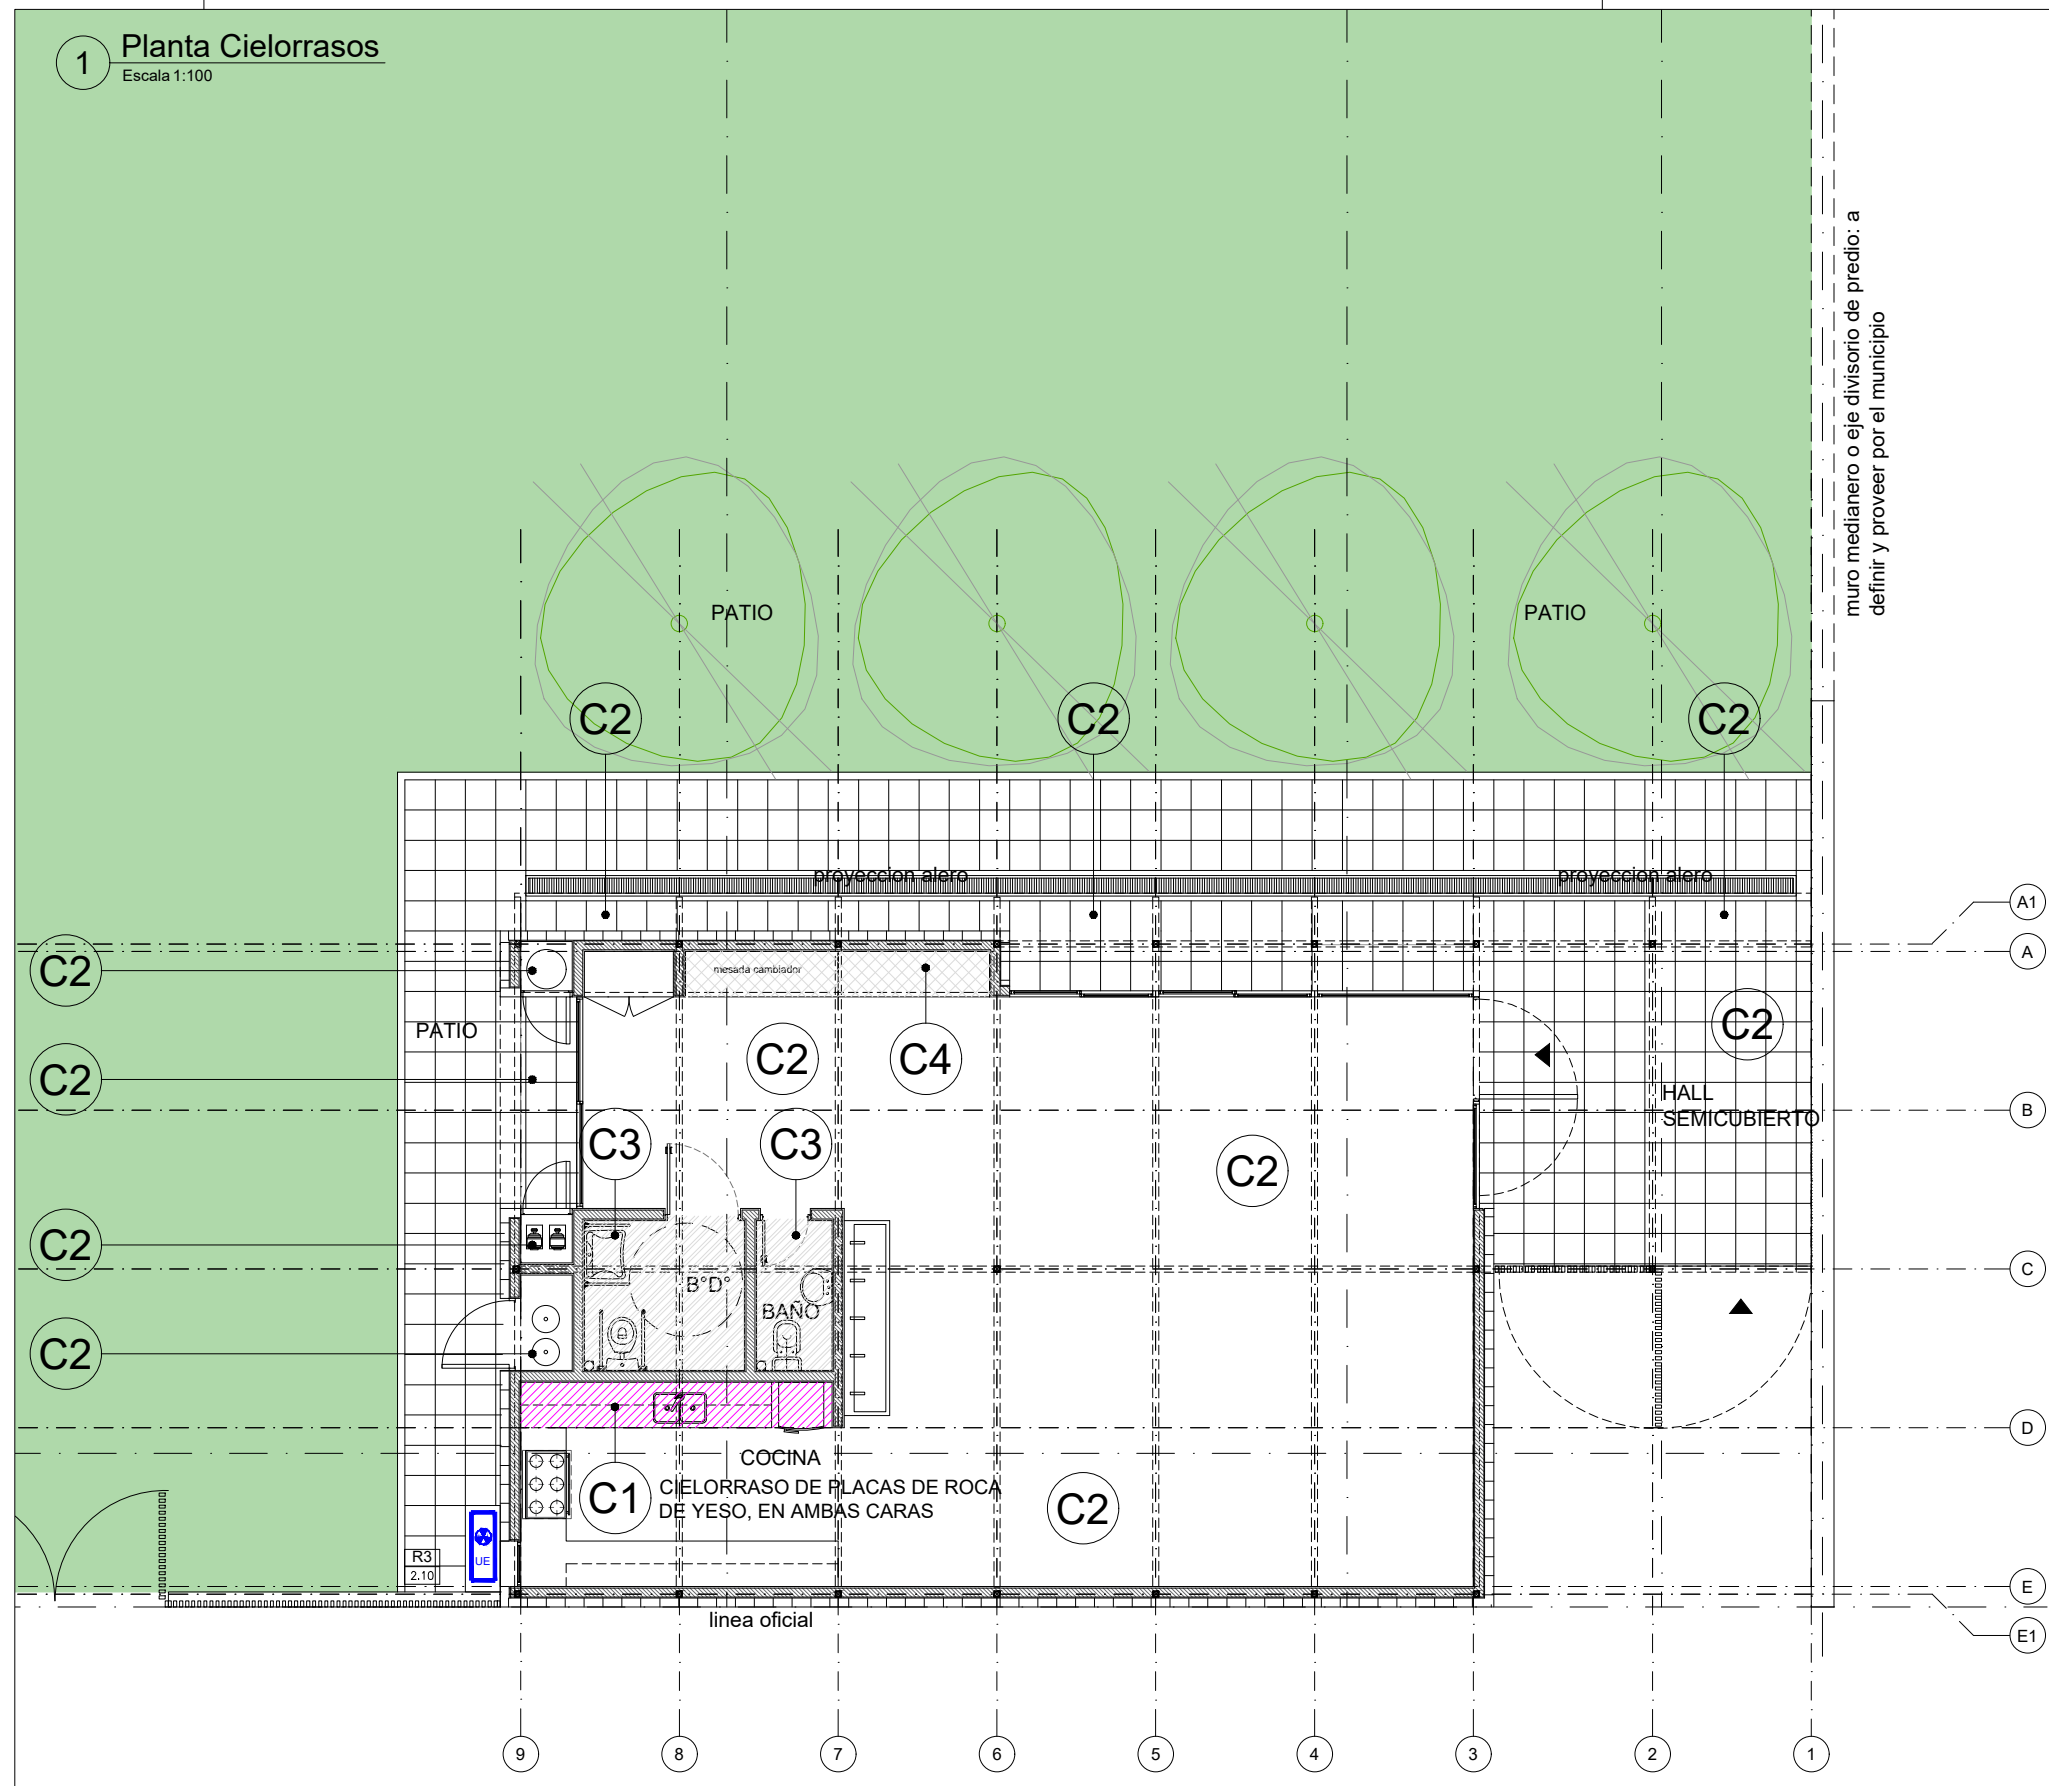 1
Planta Cielorrasos
Escala 1:100
muro medianero o eje divisorio de predio: a
definir y proveer por el municipio
PATIO
PATIO
C2
C2
C2
proyeccion alero
proyeccion alero
A1
A
C2
mesada cambiador
PATIO
C2
C4
C2
C2
HALL
SEMICUBIERTO
B
C3
C3
C2
C2
C
B°D°
BAÑO
C2
D
COCINA
C1
CIELORRASO DE PLACAS DE ROCA
DE YESO, EN AMBAS CARAS
C2
UE
R3
2.10
E
linea oficial
E1
9
8
7
6
5
4
3
2
1